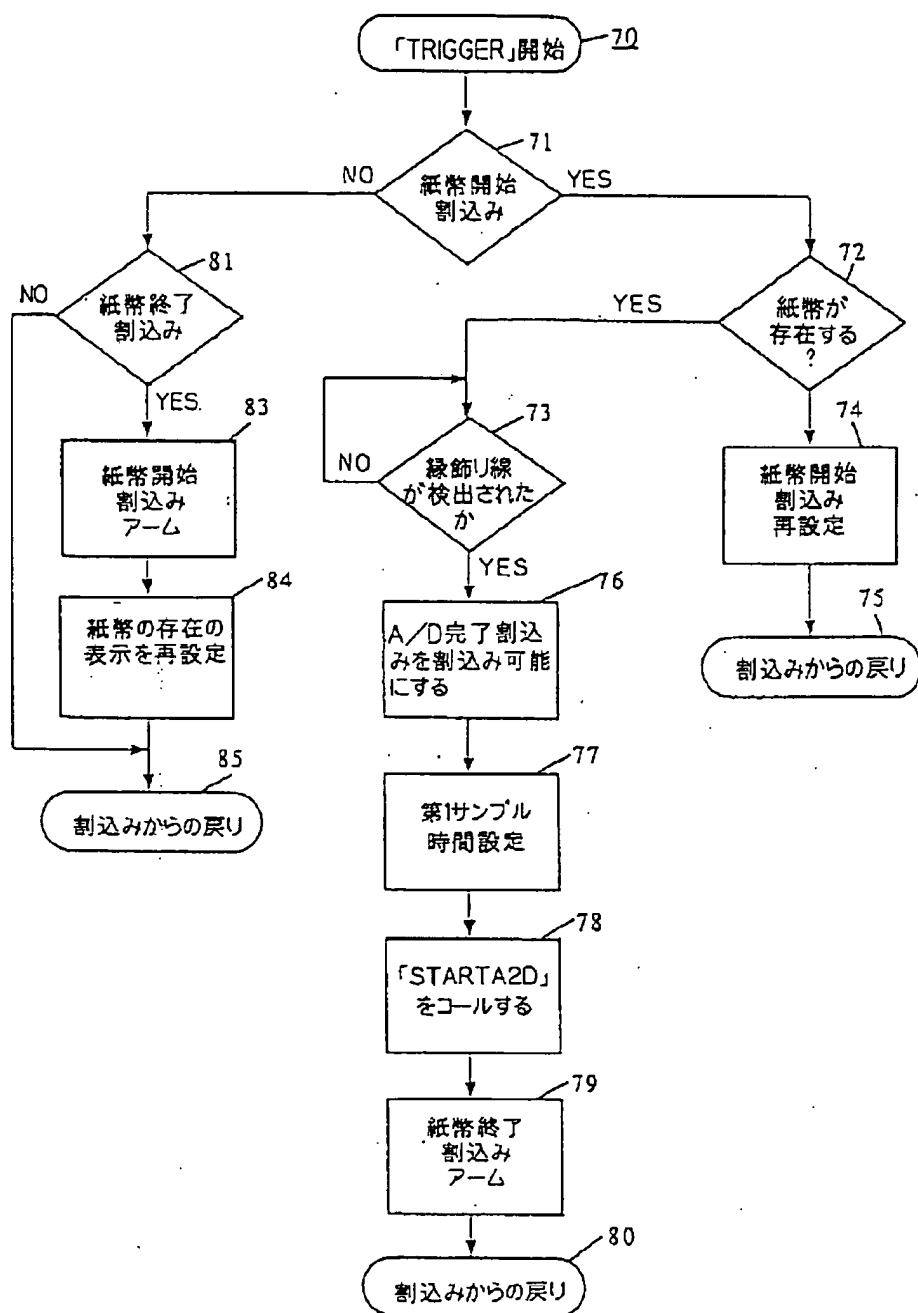 「TRIGGER」開始
70
71
紙幣開始
割込み
NO
YES
81
紙幣終了
割込み
NO
YES.
72
紙幣が
存在する
?
YES
73
縁飾り線
が検出された
か
NO
YES
83
紙幣開始
割込み
アーム
74
紙幣開始
割込み
再設定
84
紙幣の存在の
表示を再設定
76
A/D完了割込
みを割込み可能
にする
75
割込みからの戻り
85
割込みからの戻り
77
第1サンプル
時間設定
78
「STARTA2D」
をコールする
79
紙幣終了
割込み
アーム
80
割込みからの戻り